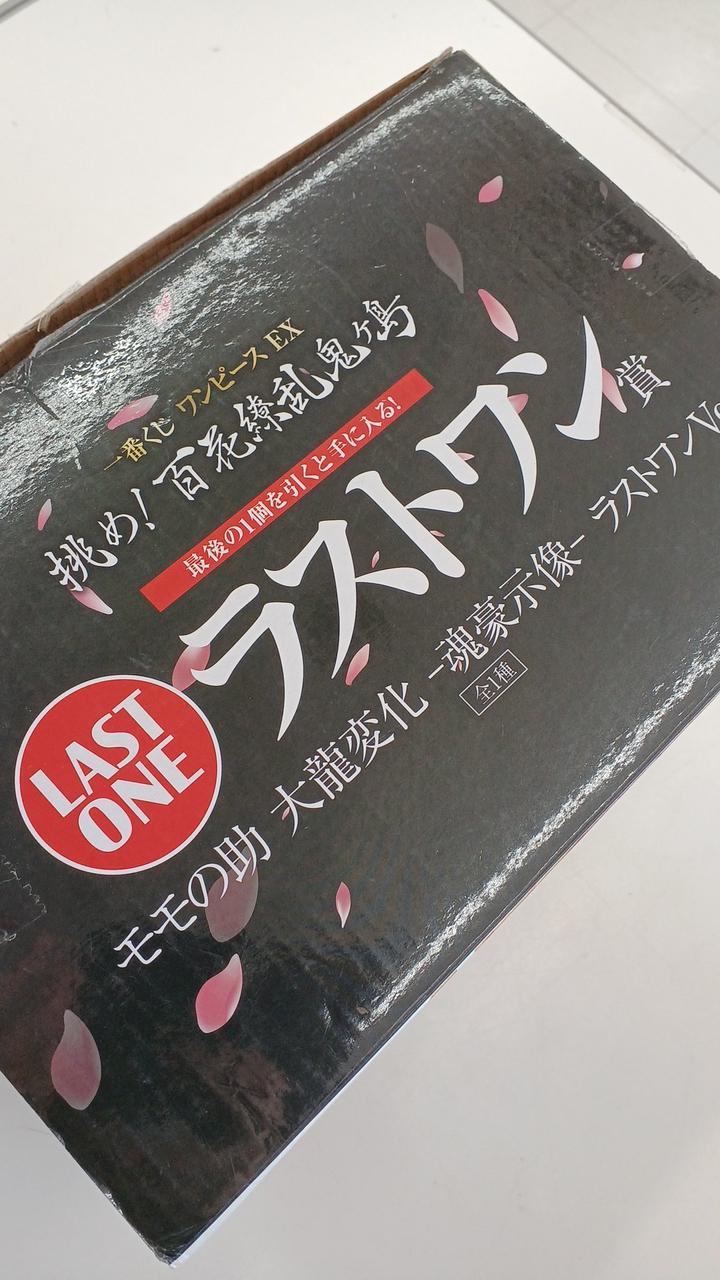 一番くじ ワンピース EX
挑め!百花繚乱鬼ヶ島
最後の1個を引くと手に入る!
ラストワン賞
LAST
ONE
モモの助 大龍変化 -魂豪示像- ラストワンV
全1種